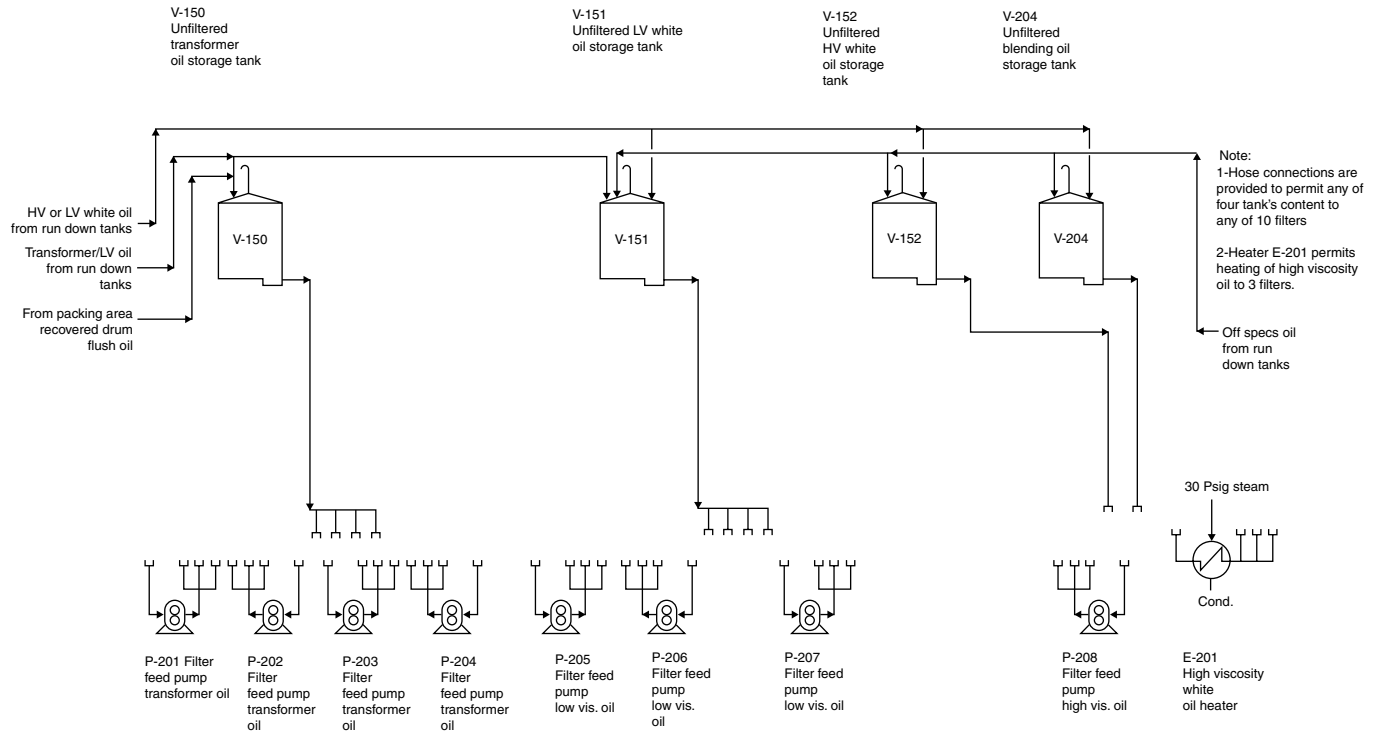 V-150
Unfiltered
transformer
oil storage tank
V-151
Unfiltered LV white
oil storage tank
V-152
Unfiltered
HV white
oil storage
tank
V-204
Unfiltered
blending oil
storage tank
HV or LV white oil
from run down tanks
Transformer/LV oil
from run down
tanks
From packing area
recovered drum
flush oil
V-150
V-151
V-152
V-204
Note:
1-Hose connections are
provided to permit any of
four tank's content to
any of 10 filters
2-Heater E-201 permits
heating of high viscosity
oil to 3 filters.
Off specs oil
from run
down tanks
30 Psig steam
Cond.
P-201 Filter
feed pump
transformer oil
P-202
Filter
feed pump
transformer
oil
P-203
Filter
feed pump
transformer
oil
P-204
Filter
feed pump
transformer
oil
P-205
Filter feed
pump
low vis. oil
P-206
Filter feed
pump
low vis.
oil
P-207
Filter feed
pump
low vis. oil
P-208
Filter feed
pump
high vis. oil
E-201
High viscosity
white
oil heater